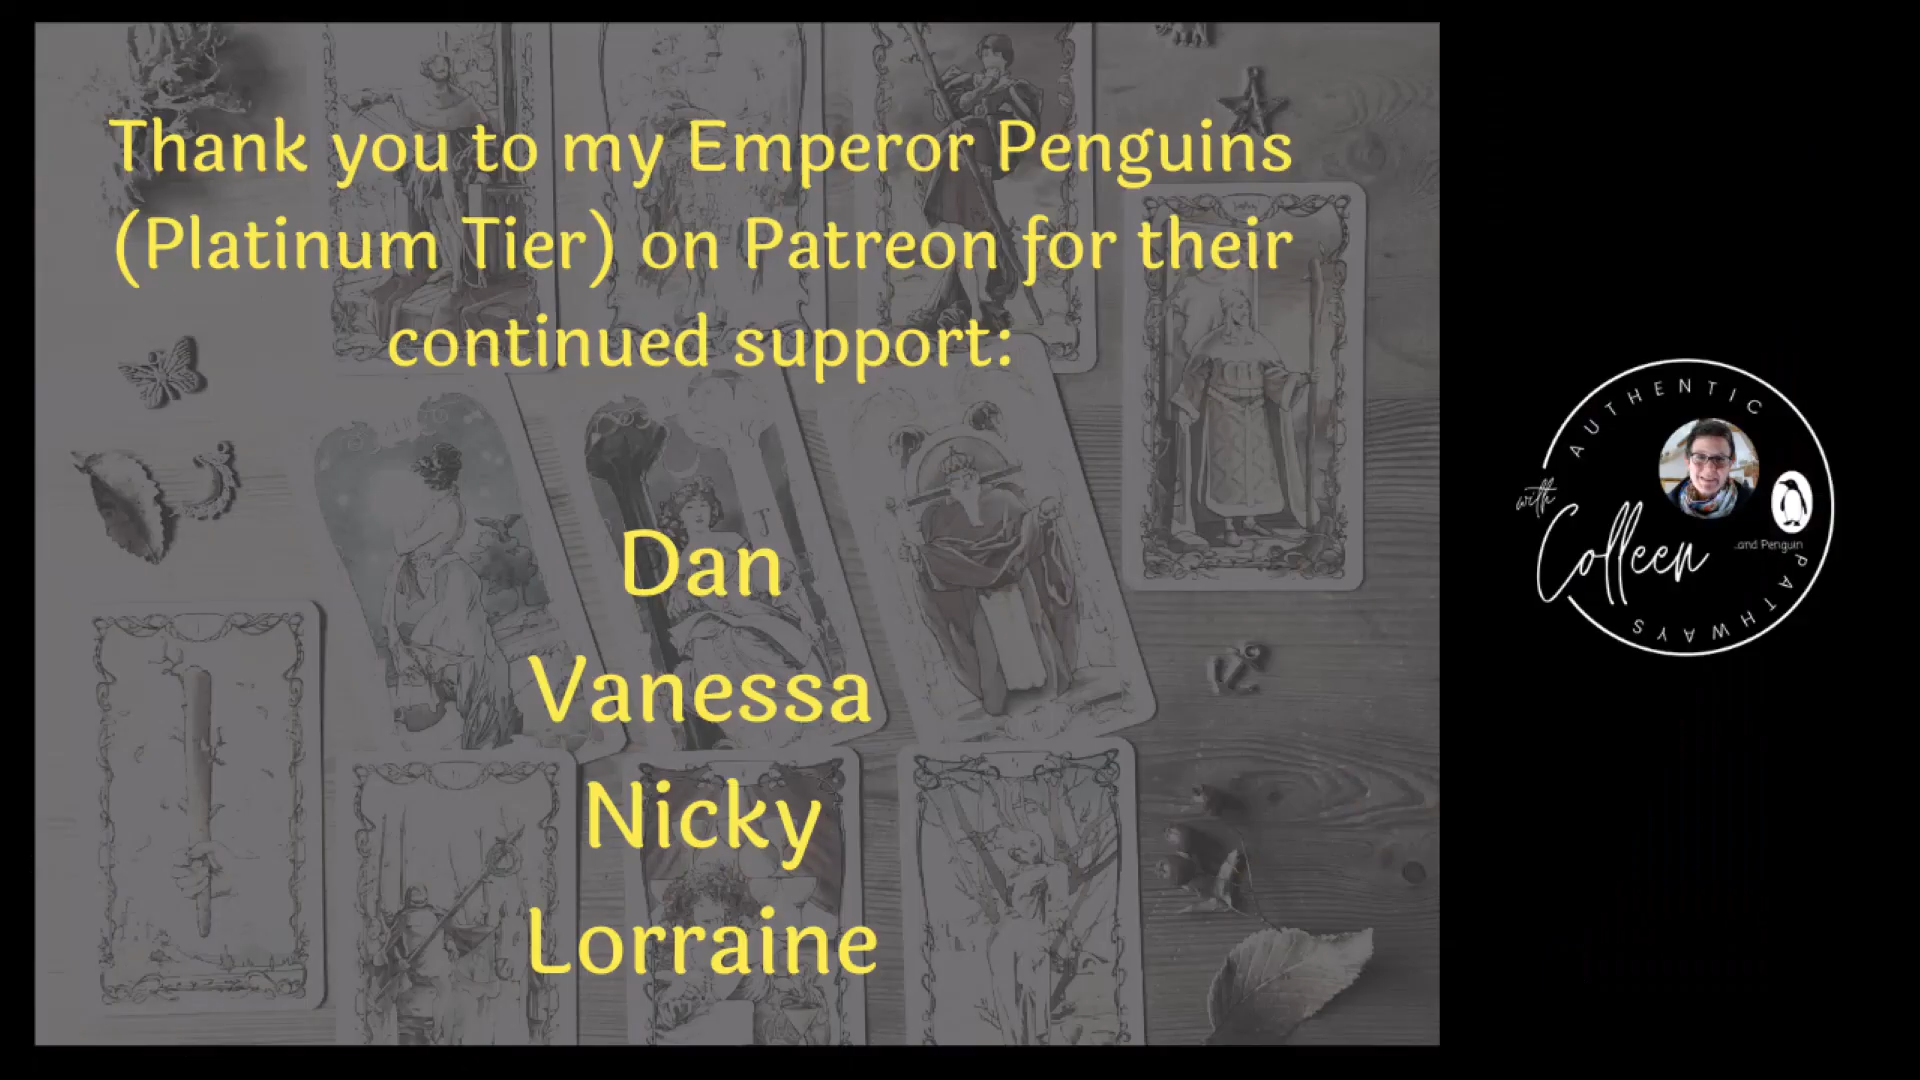 Thank you to my Emperor Penguins
(Platinum Tier) on Patreon for their
continued support:
Dan
Vanessa
Nicky
Lorraine
AUTHENTIC
with
Colleen
...and Penguin
PATHWAYS